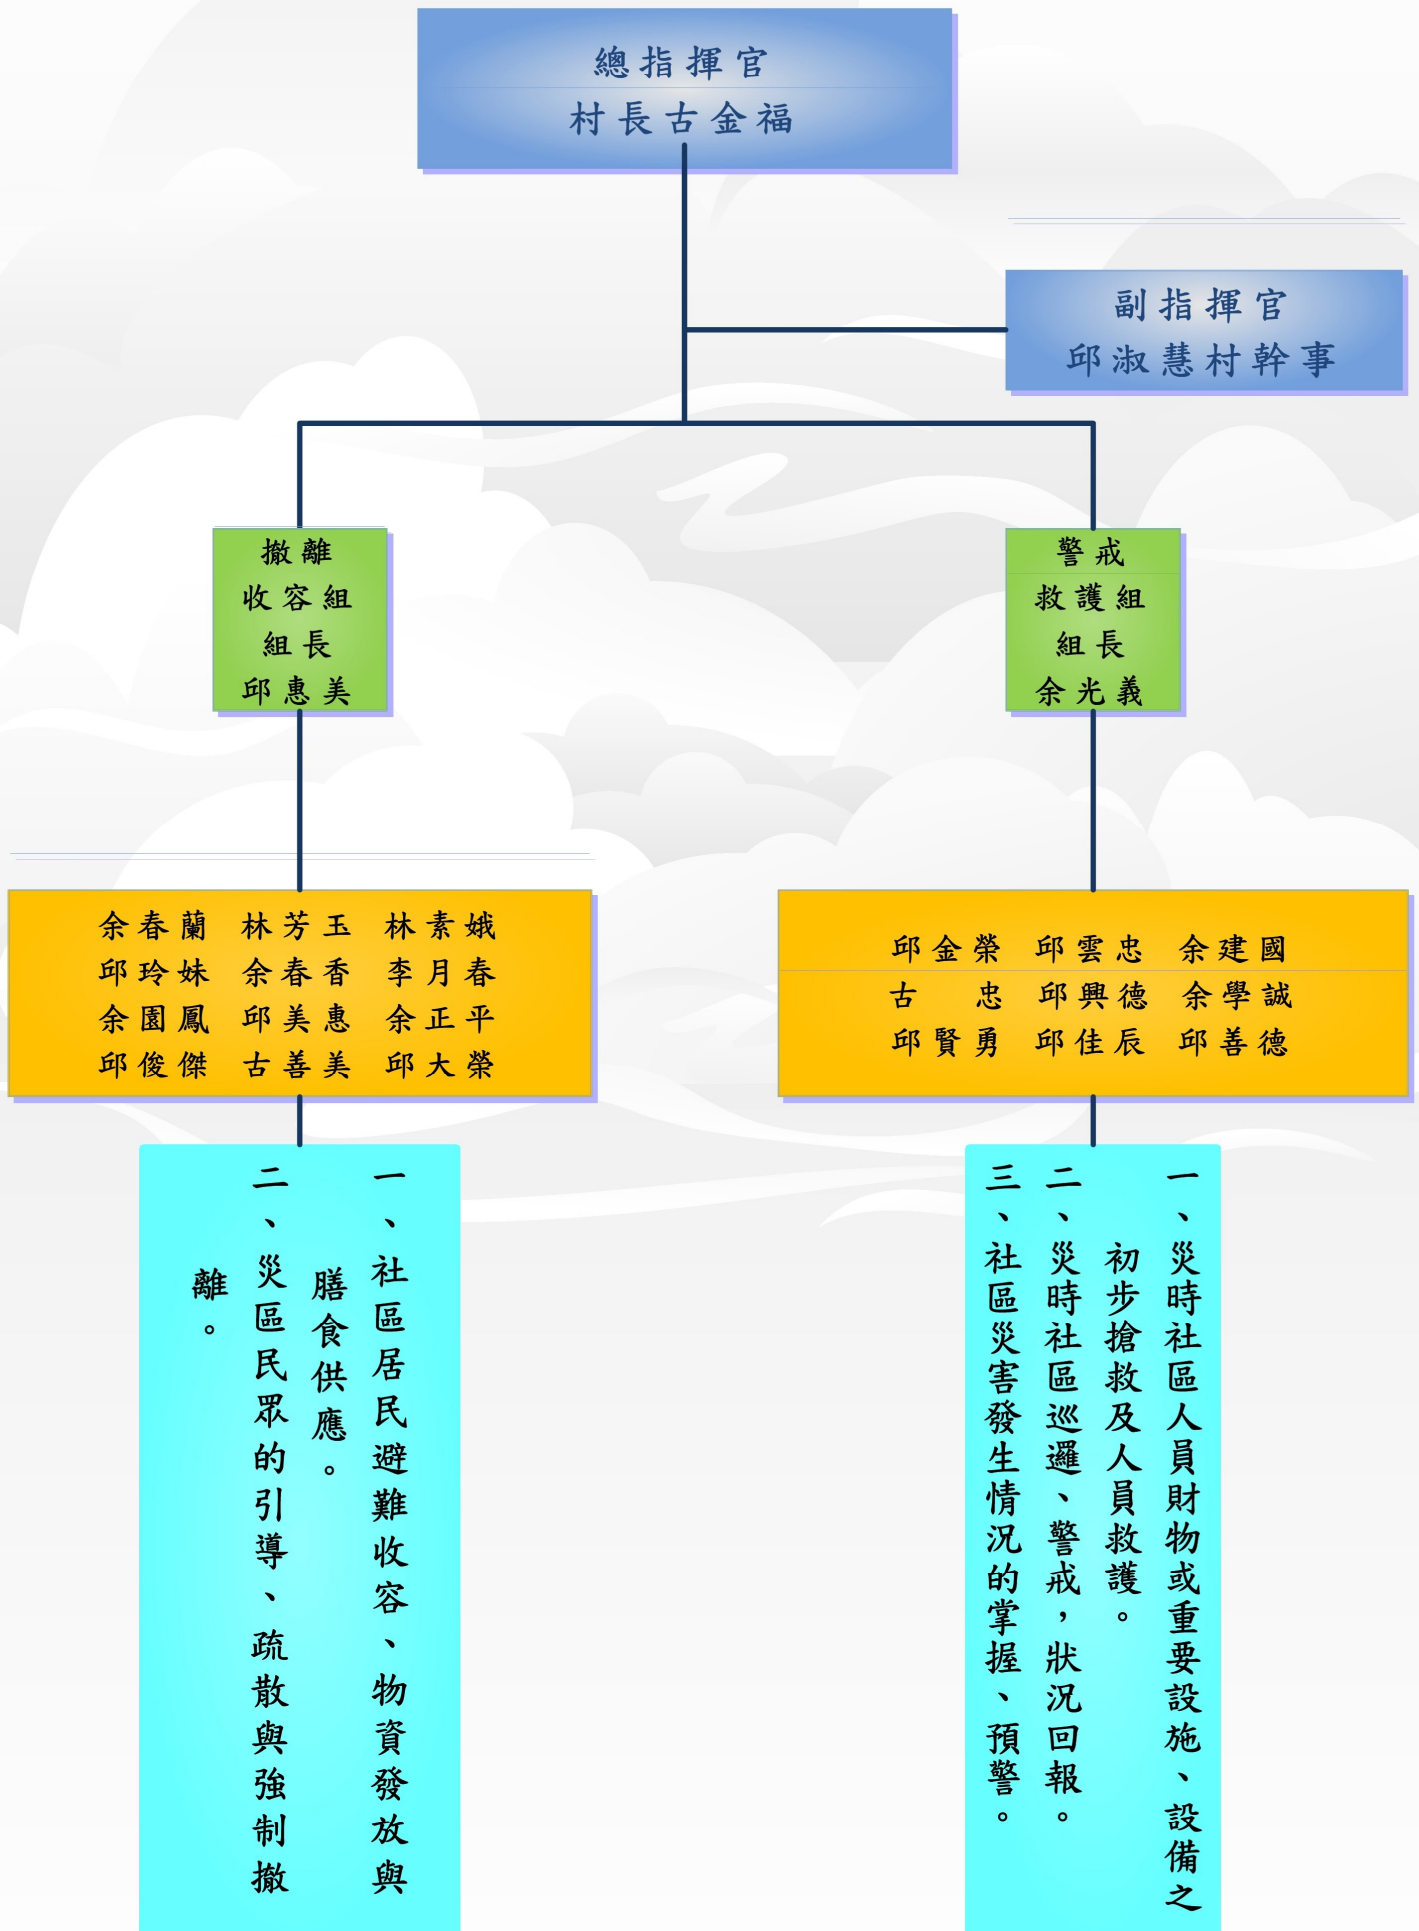 總指揮官
村長古金福
副指揮官
邱淑慧村幹事
撤離
收容組
組長
邱惠美
警戒
救護組
組長
余光義
余春蘭 林芳玉 林素娥
邱玲妹 余春香 李月春
余園鳳 邱美惠 余正平
邱俊傑 古善美 邱大榮
邱金榮 邱雲忠 余建國
古　忠 邱興德 余學誠
邱賢勇 邱佳辰 邱善德
一、社區居民避難收容、物資發放與
膳食供應。
二、災區民眾的引導、疏散與強制撤
離。
一、災時社區人員財物或重要設施、設備之
初步搶救及人員救護。
二、災時社區巡邏、警戒，狀況回報。
三、社區災害發生情況的掌握、預警。